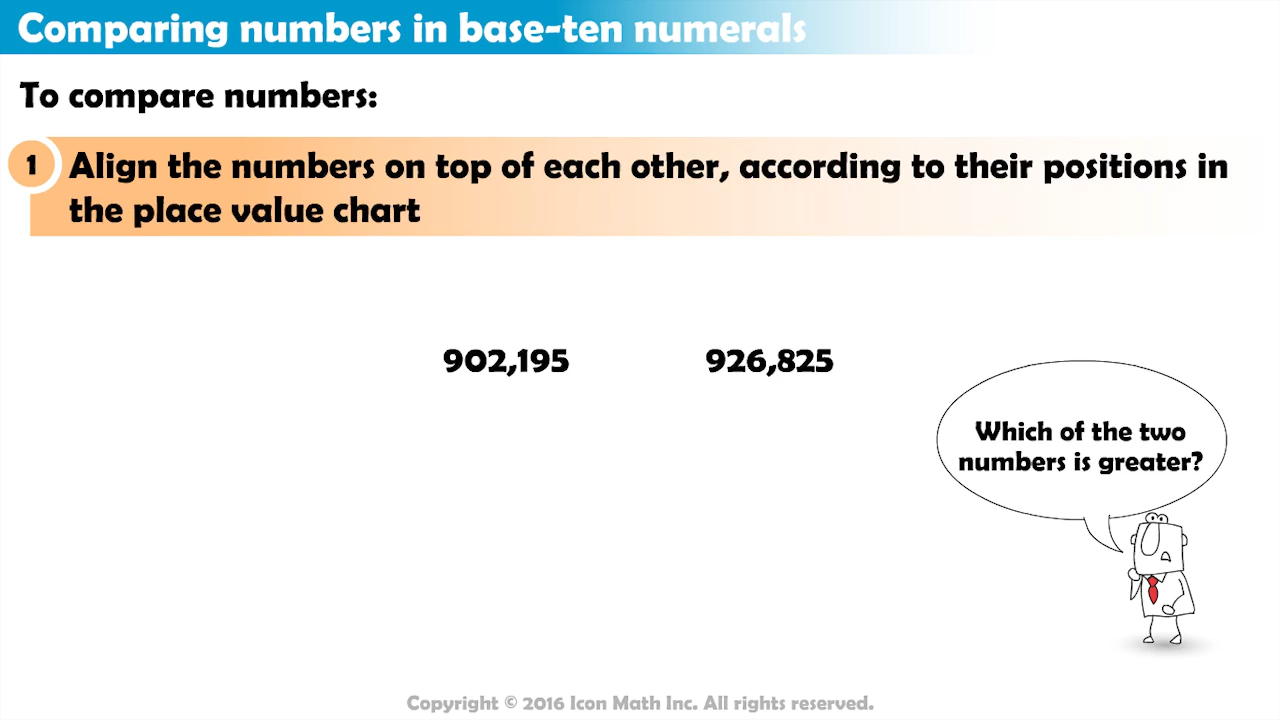 Comparing numbers in base-ten numerals
To compare numbers:
1 Align the numbers on top of each other, according to their positions in
the place value chart
902,195 926,825
Which of the two
numbers is greater?
Copyright © 2016 Icon Math Inc. All rights reserved.